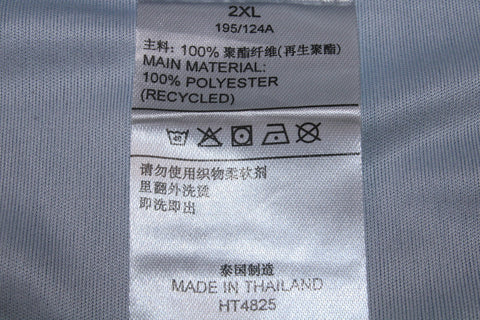 2XL
195/124A
主料: 100% 聚酯纤维(再生聚酯)
MAIN MATERIAL:
100% POLYESTER
(RECYCLED)
40
请勿使用织物柔软剂
里翻外洗烫
即洗即出
泰国制造
MADE IN THAILAND
HT4825